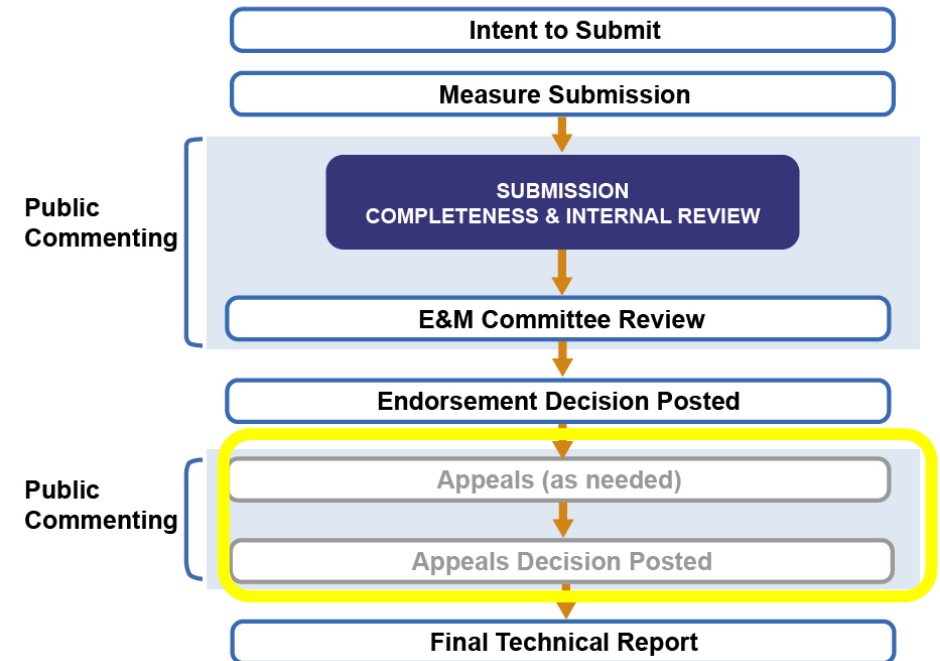 Intent to Submit
Measure Submission
Public
Commenting
SUBMISSION
COMPLETENESS & INTERNAL REVIEW
E&M Committee Review
Endorsement Decision Posted
Public
Commenting
Appeals (as needed)
Appeals Decision Posted
Final Technical Report